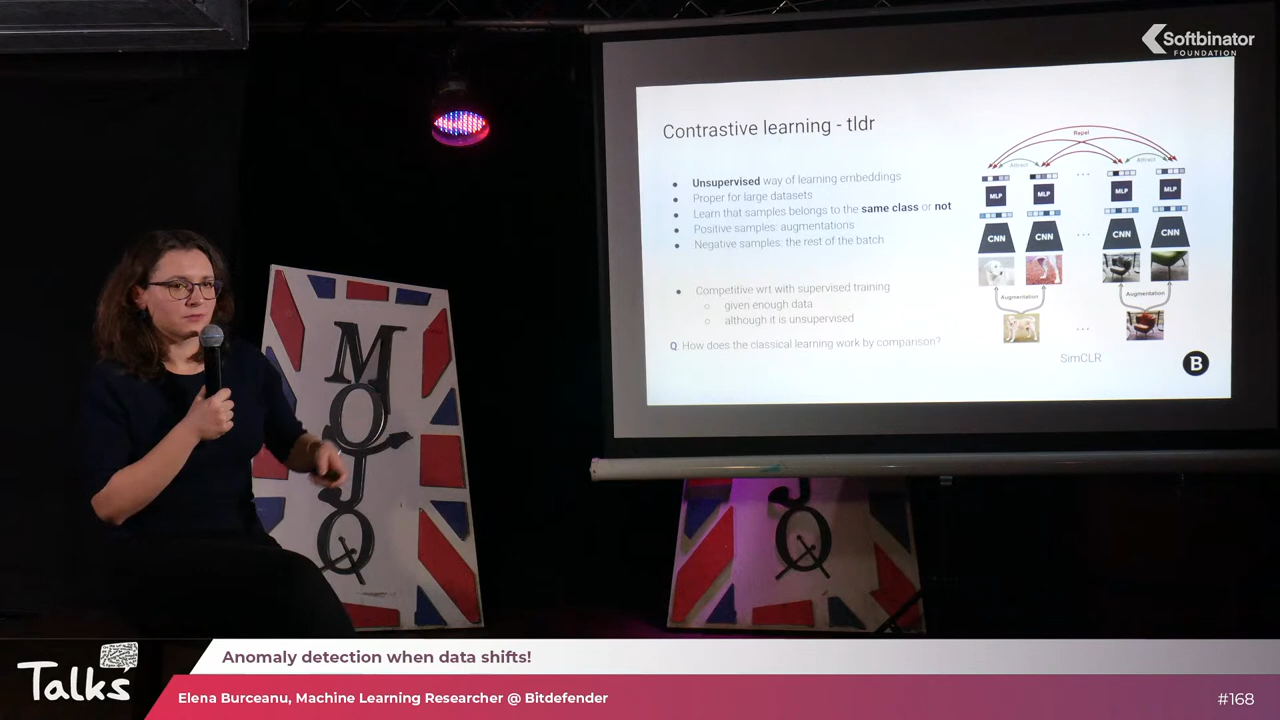 Softbinator
FOUNDATION
Contrastive learning - tldr
Unsupervised way of learning embeddings
Proper for large datasets
Learn that samples belongs to the same class or not
Positive samples: augmentations
Negative samples: the rest of the batch
Competitive wrt with supervised training
given enough data
although it is unsupervised
Q. How does the classical learning work by comparison?
Repel
Attract
Attract
...
MLP
MLP
MLP
MLP
CNN
CNN
...
CNN
CNN
Augmentation
Augmentation
...
SimCLR
B
MOJO
JO
Talks
Anomaly detection when data shifts!
Elena Burceanu, Machine Learning Researcher @ Bitdefender
#168